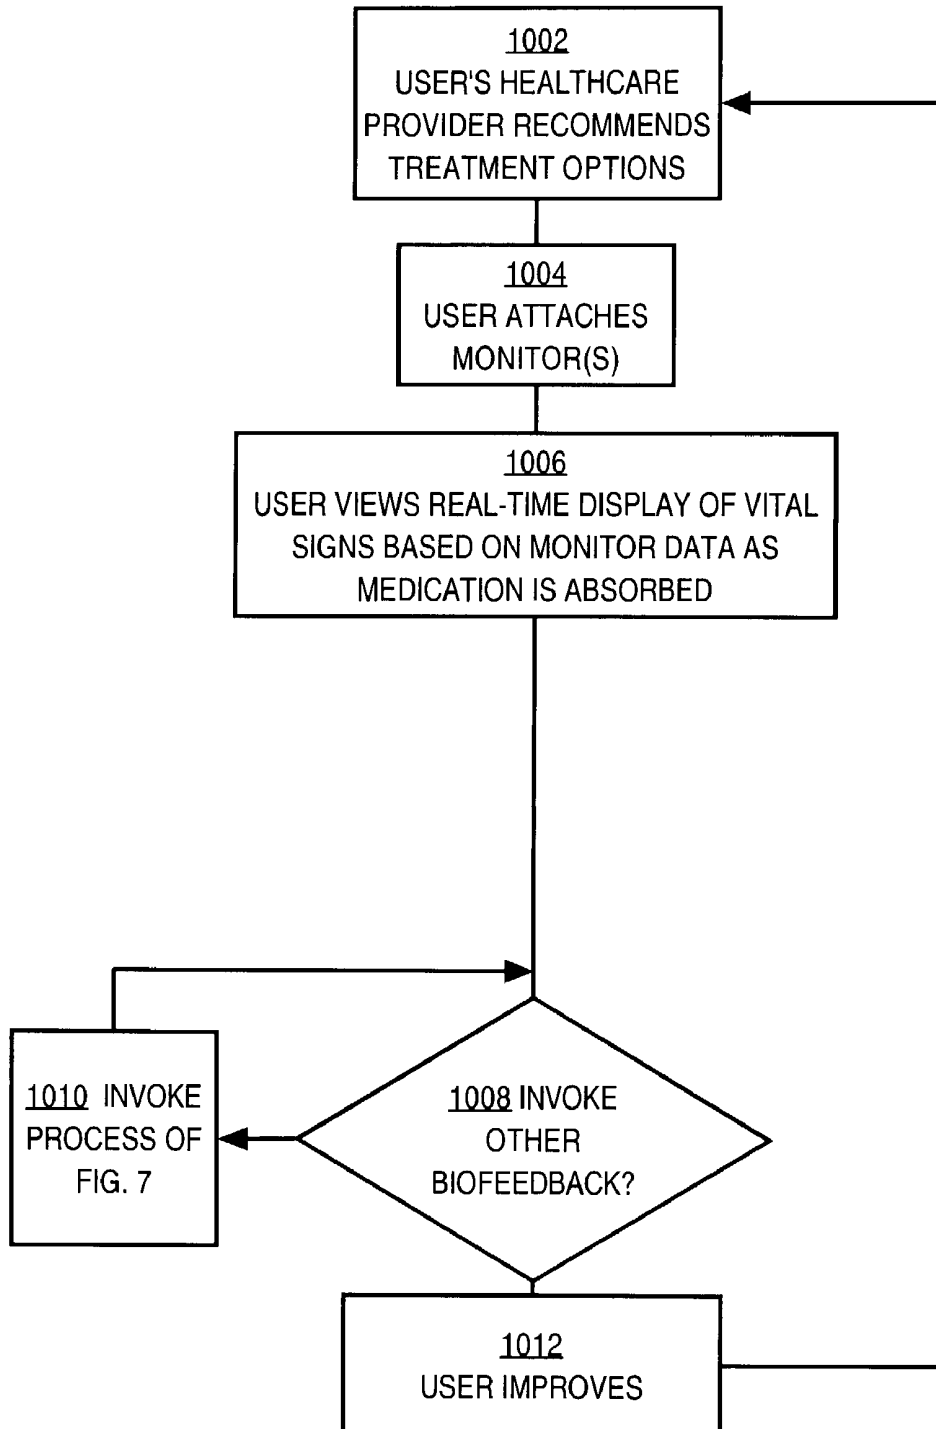 1002
USER'S HEALTHCARE
PROVIDER RECOMMENDS
TREATMENT OPTIONS
1004
USER ATTACHES
MONITOR(S)
1006
USER VIEWS REAL-TIME DISPLAY OF VITAL
SIGNS BASED ON MONITOR DATA AS
MEDICATION IS ABSORBED
1010 INVOKE
PROCESS OF
FIG. 7
1008 INVOKE
OTHER
BIOFEEDBACK?
1012
USER IMPROVES